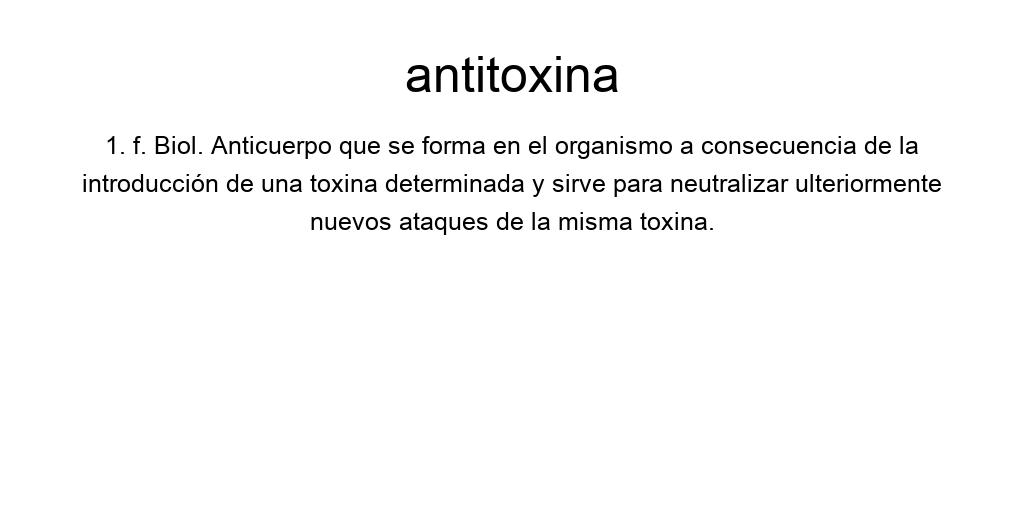 antitoxina
1. f. Biol. Anticuerpo que se forma en el organismo a consecuencia de la
introducción de una toxina determinada y sirve para neutralizar ulteriormente
nuevos ataques de la misma toxina.